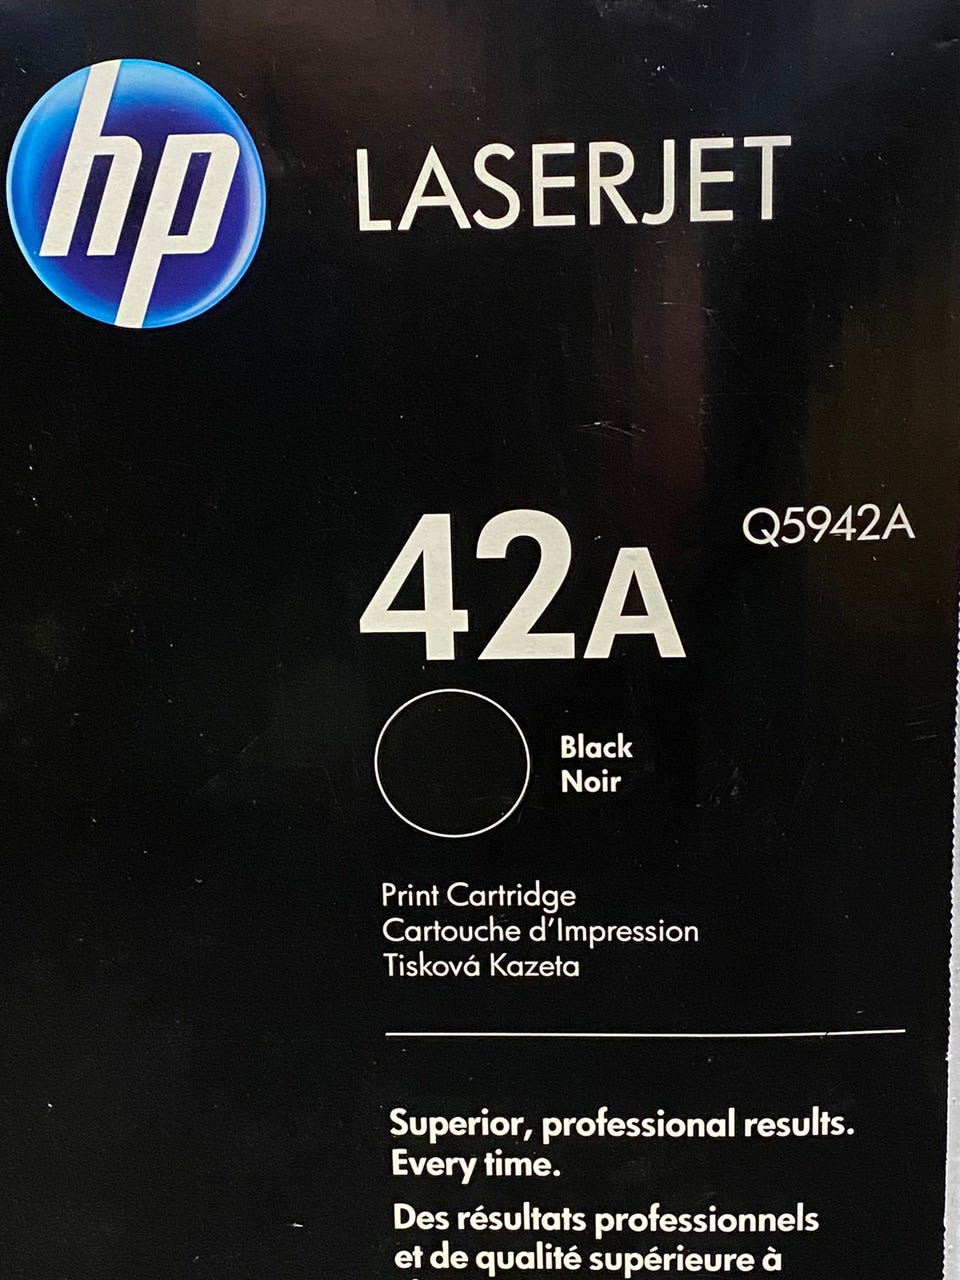 hp LASERJET
42A Q5942A
Black
Noir
Print Cartridge
Cartouche d'Impression
Tisková Kazeta
Superior, professional results.
Every time.
Des résultats professionnels
et de qualité supérieure à